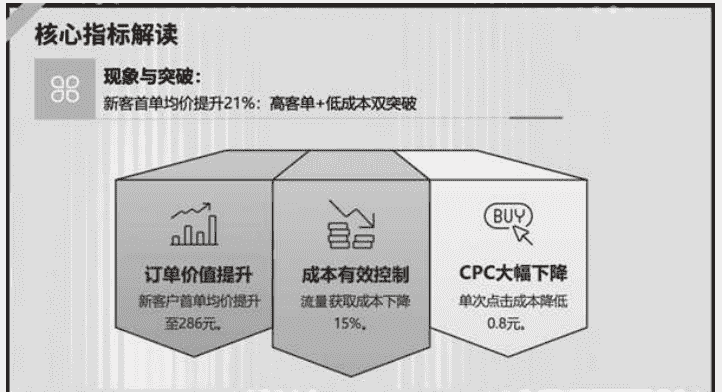 核心指标解读
现象与突破：
新客首单均价提升21%：高客单+低成本双突破
BUY
订单价值提升
新客户首单均价提升
至286元。
成本有效控制
流量获取成本下降
15%。
CPC大幅下降
单次点击成本降低
0.8元。